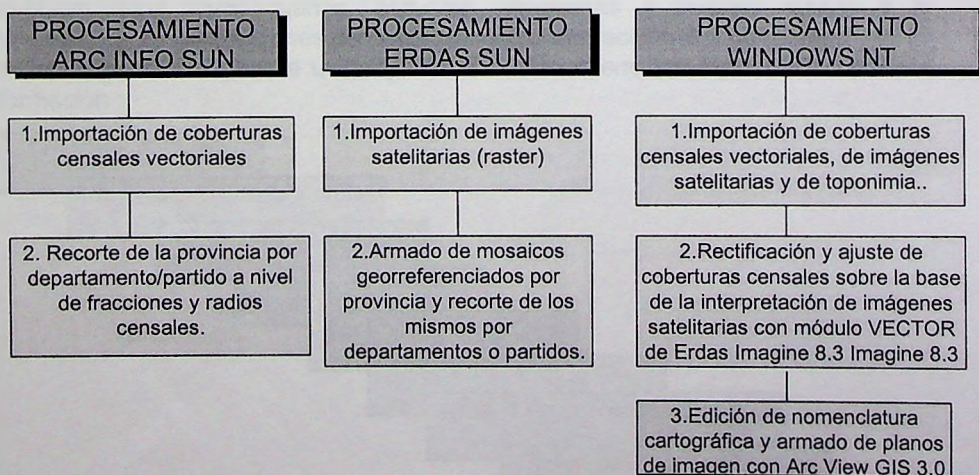 PROCESAMIENTO
ARC INFO SUN
1.Importación de coberturas
censales vectoriales
2. Recorte de la provincia por
departamento/partido a nivel
de fracciones y radios
censales.
PROCESAMIENTO
ERDAS SUN
1.Importación de imágenes
satelitarias (raster)
2.Armado de mosaicos
georreferenciados por
provincia y recorte de los
mismos por
departamentos o partidos.
PROCESAMIENTO
WINDOWS NT
1.Importación de coberturas
censales vectoriales, de imágenes
satelitarias y de toponimia..
2.Rectificación y ajuste de
coberturas censales sobre la base
de la interpretación de imágenes
satelitarias con módulo VECTOR
de Erdas Imagine 8.3 Imagine 8.3
3.Edición de nomenclatura
cartográfica y armado de planos
de imagen con Arc View GIS 3.0